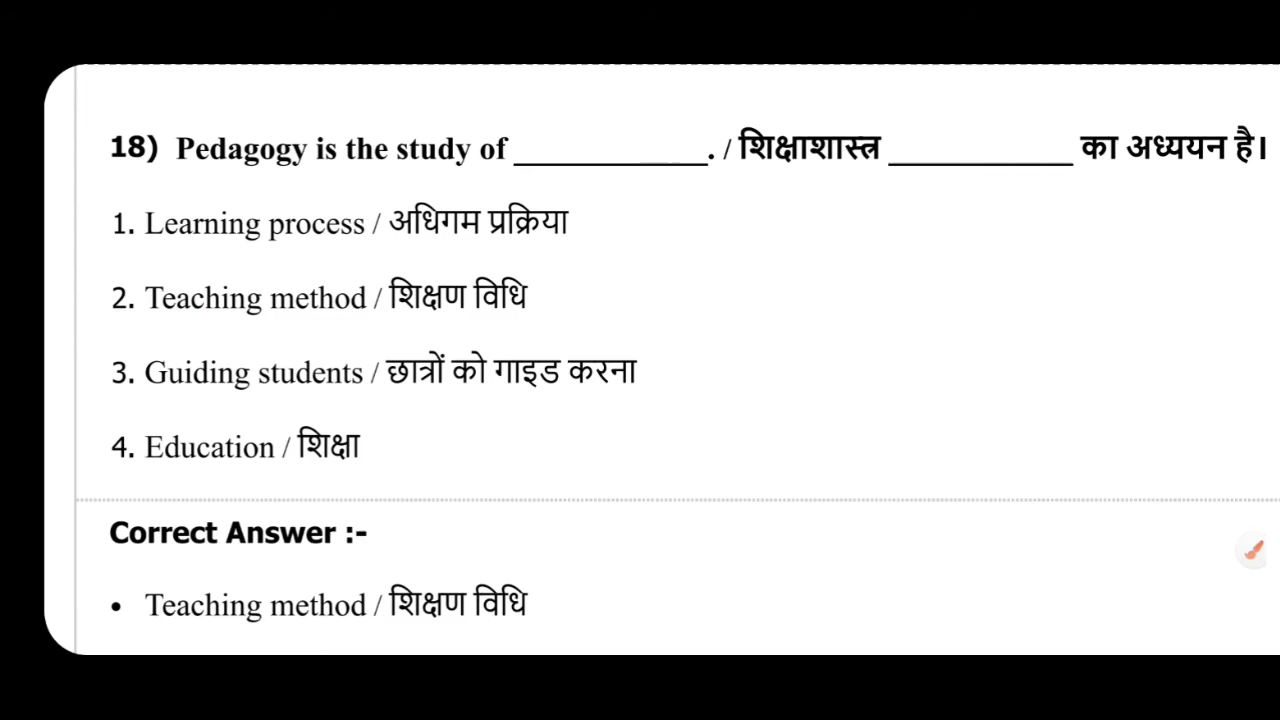 18) Pedagogy is the study of ____________. / शिक्षाशास्त्र ____________ का अध्ययन है।
1. Learning process / अधिगम प्रक्रिया
2. Teaching method / शिक्षण विधि
3. Guiding students / छात्रों को गाइड करना
4. Education / शिक्षा
Correct Answer :-
• Teaching method / शिक्षण विधि